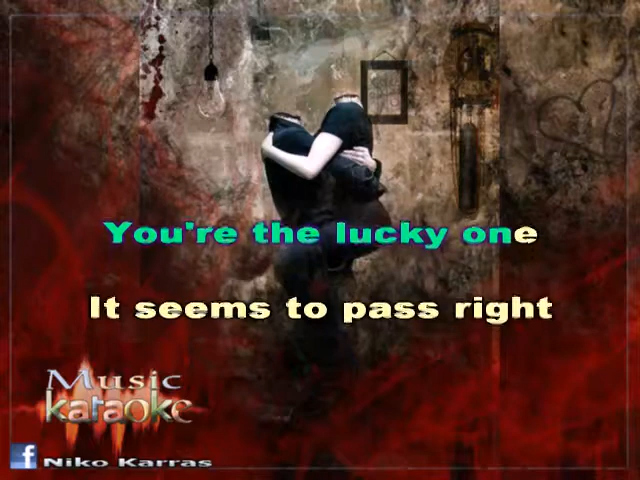 You're the lucky one
It seems to pass right
Music
karaoke
f Niko Karras